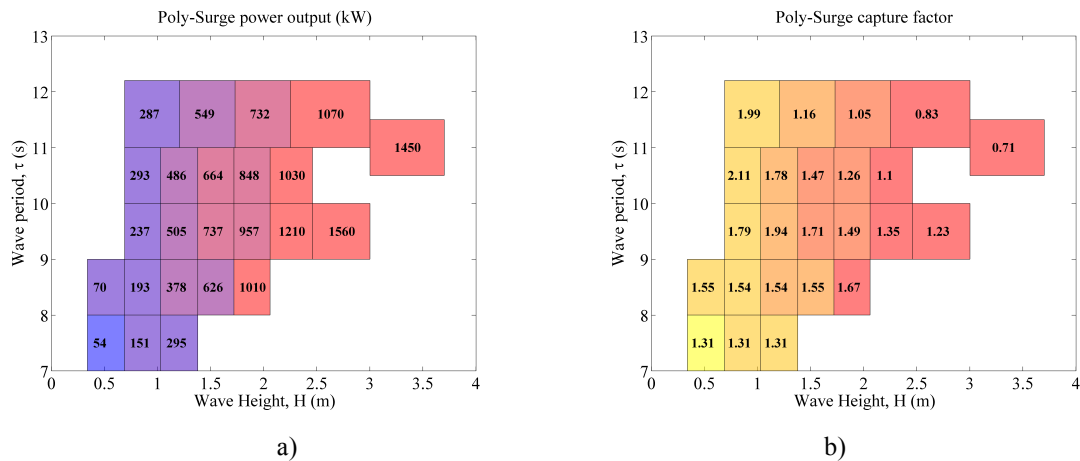 Poly-Surge power output (kW)
13
12
11
10
9
8
7
Wave period, τ (s)
287 549 732 1070
1450
293 486 664 848 1030
237 505 737 957 1210 1560
70 193 378 626 1010
54 151 295
0 0.5 1 1.5 2 2.5 3 3.5 4
Wave Height, H (m)
a)
Poly-Surge capture factor
13
12
11
10
9
8
7
Wave period, τ (s)
1.99 1.16 1.05 0.83
0.71
2.11 1.78 1.47 1.26 1.1
1.79 1.94 1.71 1.49 1.35 1.23
1.55 1.54 1.54 1.55 1.67
1.31 1.31 1.31
0 0.5 1 1.5 2 2.5 3 3.5 4
Wave Height, H (m)
b)